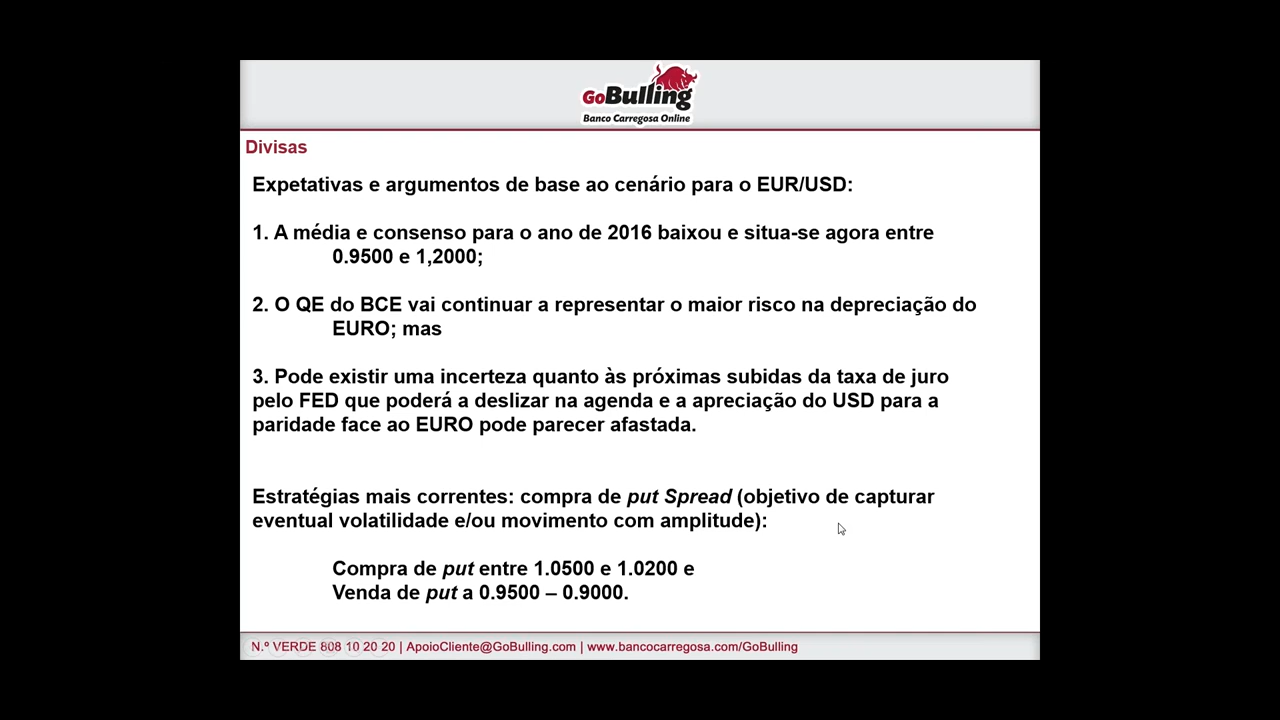 GoBulling
Banco Carregosa Online
Divisas
Expetativas e argumentos de base ao cenário para o EUR/USD:
1. A média e consenso para o ano de 2016 baixou e situa-se agora entre
0.9500 e 1,2000;
2. O QE do BCE vai continuar a representar o maior risco na depreciação do
EURO; mas
3. Pode existir uma incerteza quanto às próximas subidas da taxa de juro
pelo FED que poderá a deslizar na agenda e a apreciação do USD para a
paridade face ao EURO pode parecer afastada.
Estratégias mais correntes: compra de put Spread (objetivo de capturar
eventual volatilidade e/ou movimento com amplitude):
Compra de put entre 1.0500 e 1.0200 e
Venda de put a 0.9500 – 0.9000.
N.º VERDE 808 10 20 20 | ApoioCliente@GoBulling.com | www.bancocarregosa.com/GoBulling